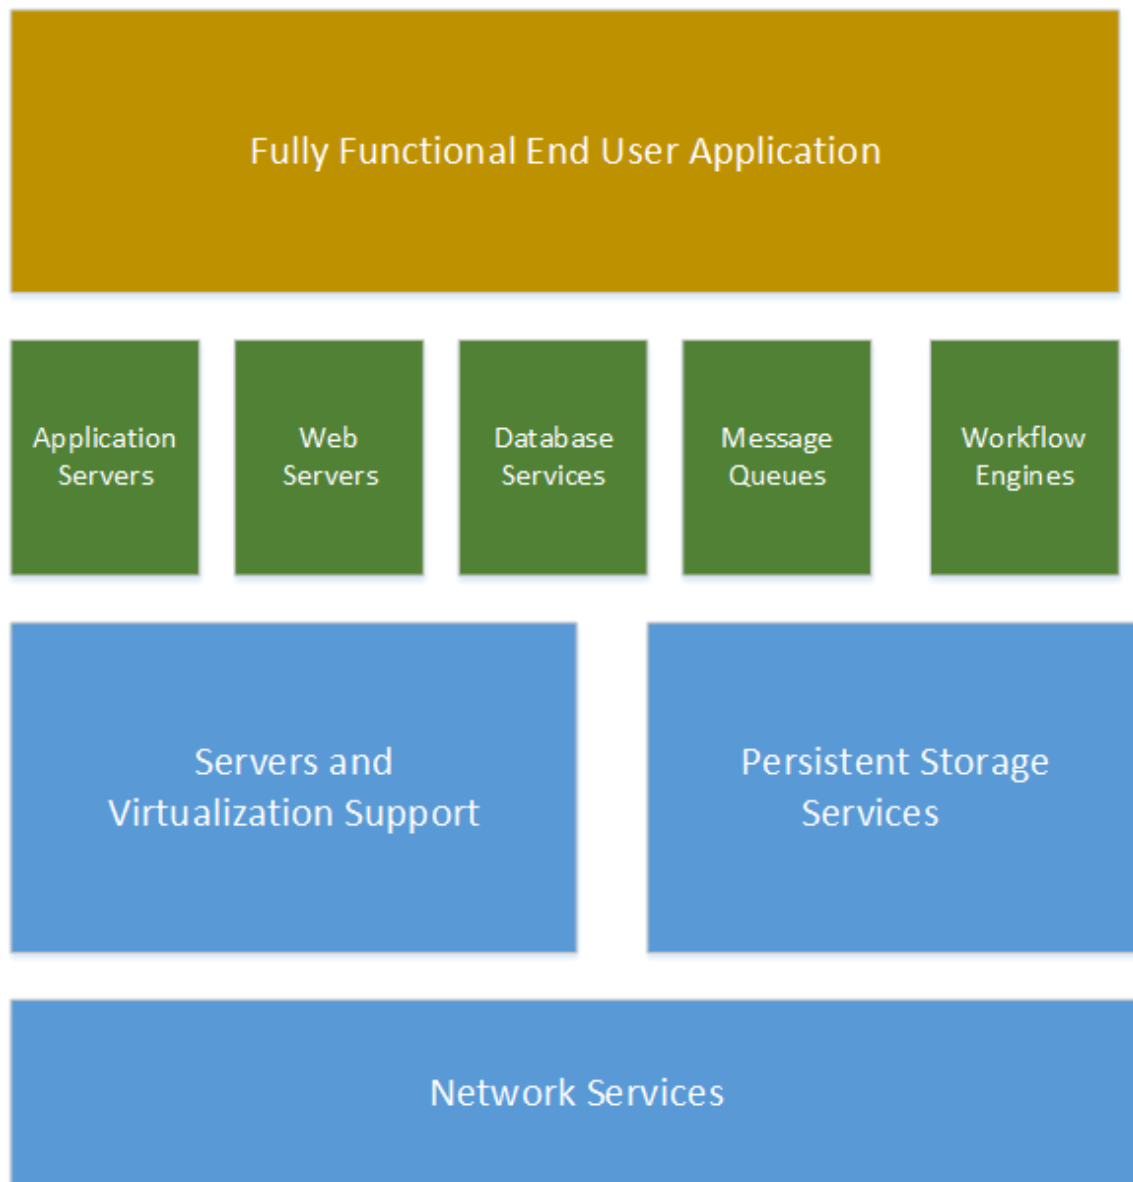 Fully Functional End User Application
Application
Servers
Web
Servers
Database
Services
Message
Queues
Workflow
Engines
Servers and
Virtualization Support
Persistent Storage
Services
Network Services